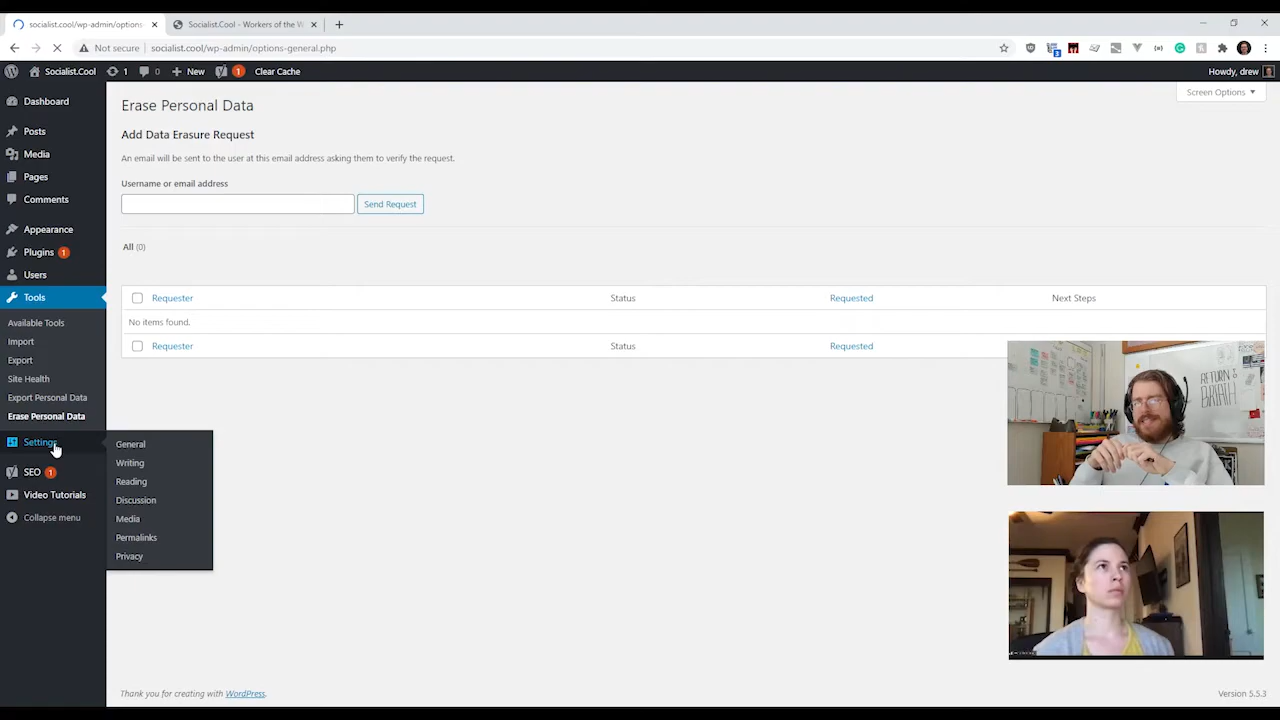 socialist.cool/wp-admin/options-
Socialist.Cool - Workers of the W
Not secure
socialist.cool/wp-admin/options-general.php
Socialist.Cool
1
0
New
1
Clear Cache
Howdy, drew
Dashboard
Posts
Media
Pages
Comments
Appearance
Plugins 1
Users
Tools
Available Tools
Import
Export
Site Health
Export Personal Data
Erase Personal Data
Settings
SEO 1
Video Tutorials
Collapse menu
General
Writing
Reading
Discussion
Media
Permalinks
Privacy
Screen Options
Erase Personal Data
Add Data Erasure Request
An email will be sent to the user at this email address asking them to verify the request.
Username or email address
Send Request
All (0)
Requester Status Requested Next Steps
No items found.
Requester Status Requested
RETURN TO
Thank you for creating with WordPress.
Version 5.5.3